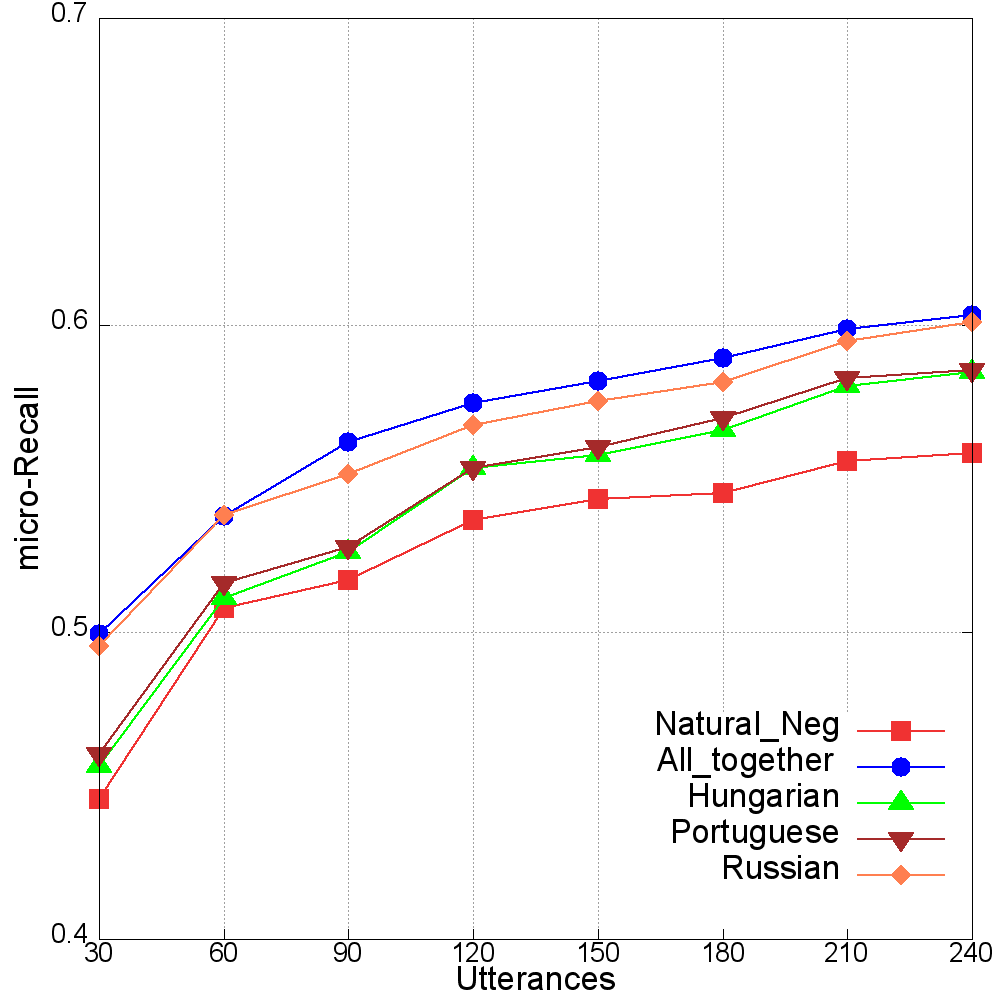 0.7
0.6
0.5
0.4
micro-Recall
Natural_Neg
All_together
Hungarian
Portuguese
Russian
30 60 90 120 150 180 210 240
Utterances